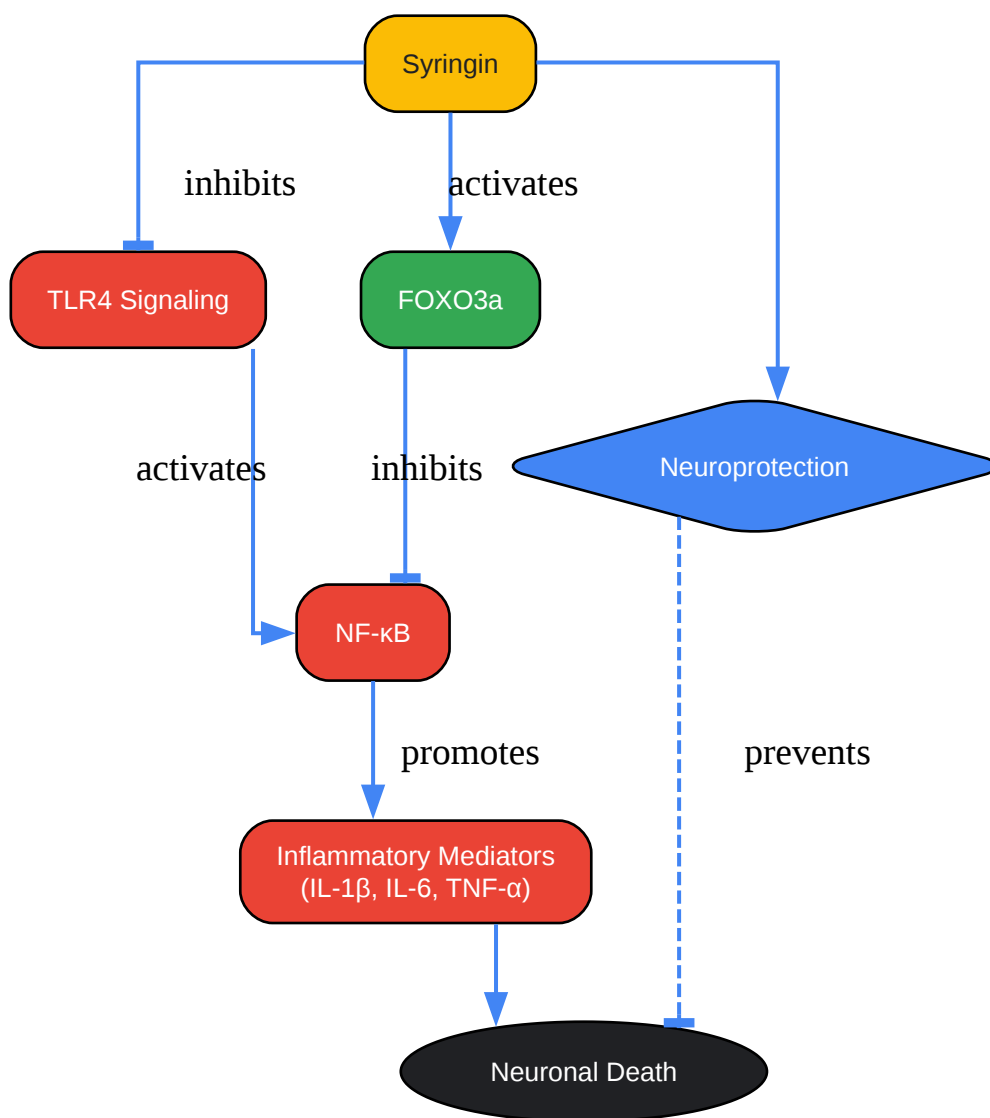 Syringin
inhibits
activates
TLR4 Signaling
FOXO3a
activates
inhibits
Neuroprotection
NF-κB
promotes
prevents
Inflammatory Mediators
(IL-1β, IL-6, TNF-α)
Neuronal Death